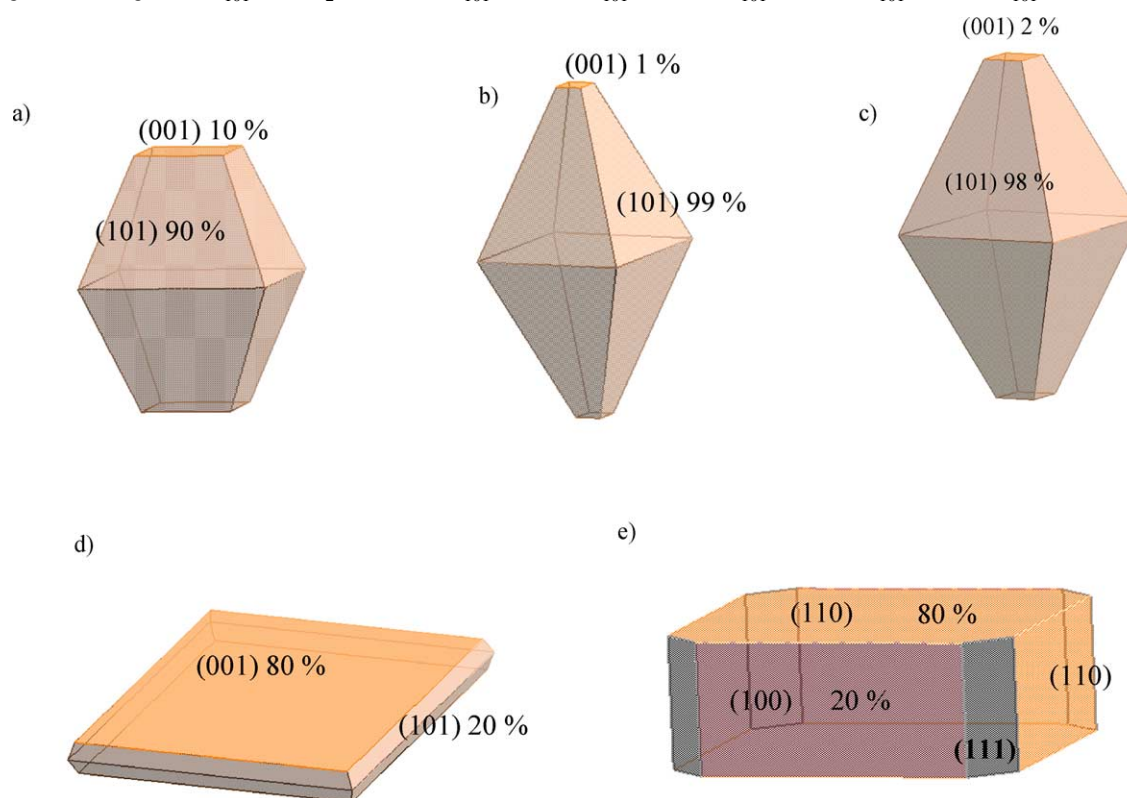 a)
(001) 10 %
(101) 90 %
b)
(001) 1 %
(101) 99 %
c)
(001) 2 %
(101) 98 %
d)
(001) 80 %
(101) 20 %
e)
(110) 80 %
(100) 20 %
(110)
(111)